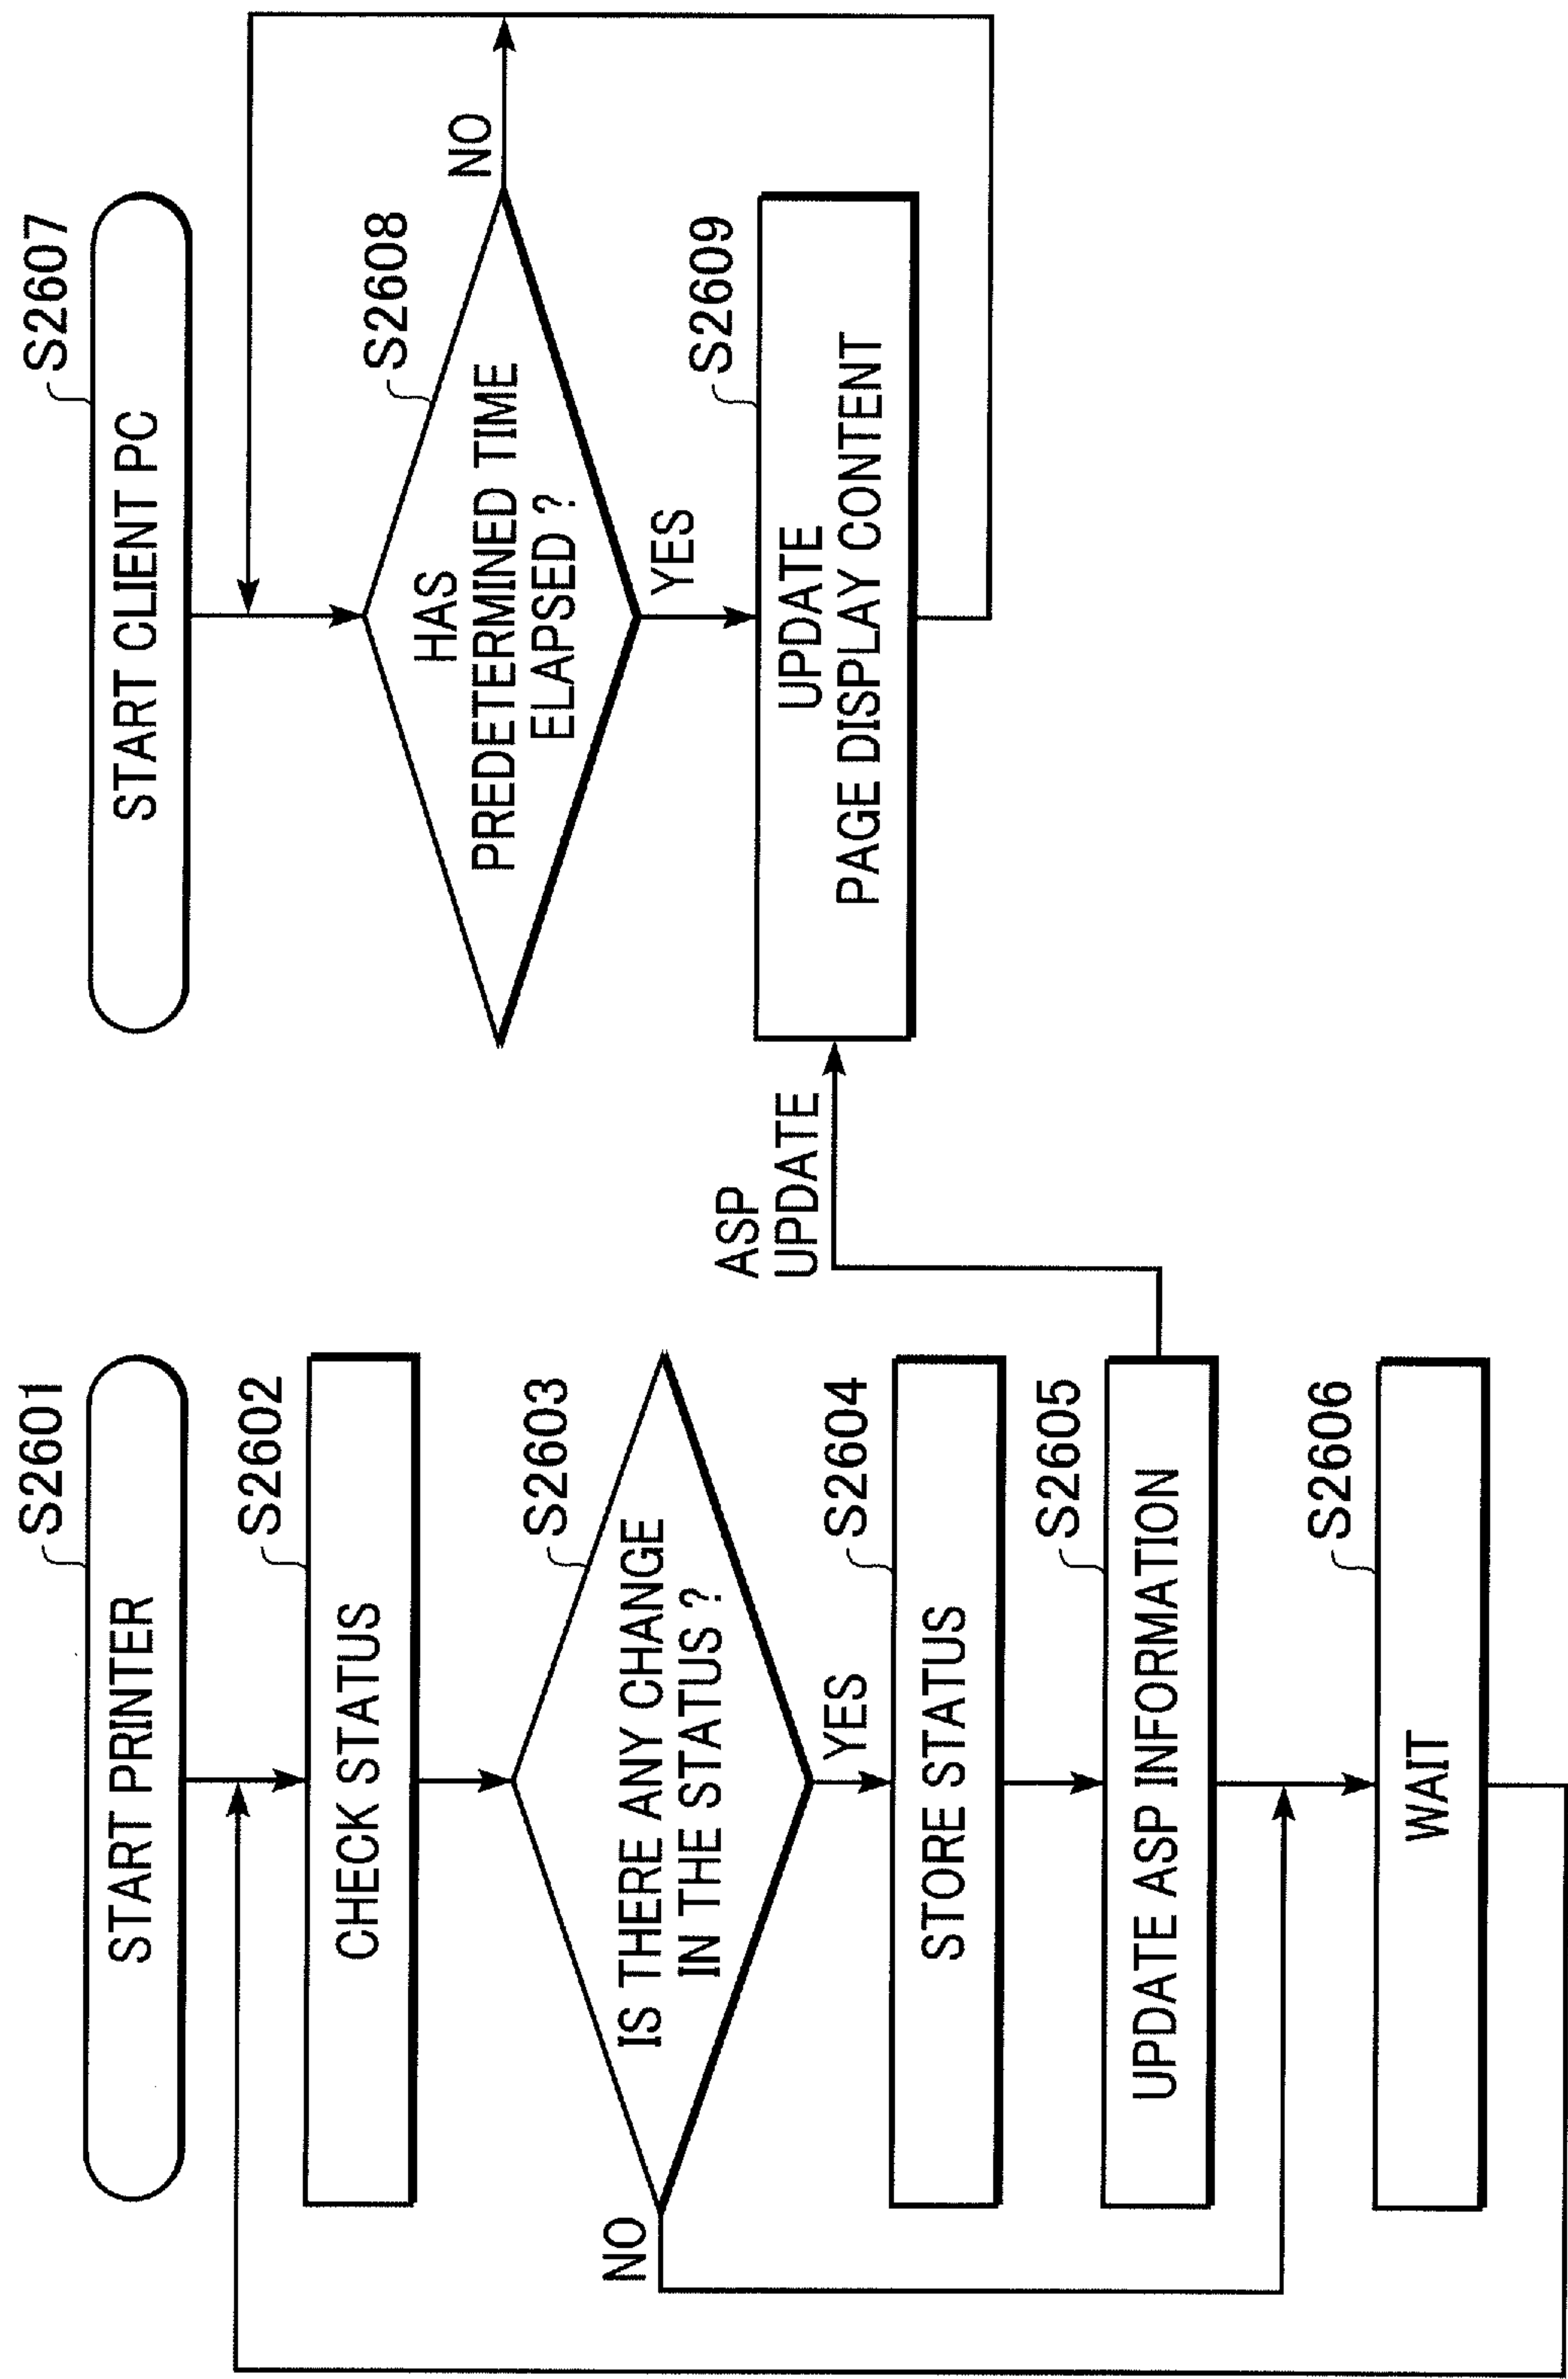 S2601
START PRINTER
S2602
CHECK STATUS
S2603
IS THERE ANY CHANGE
IN THE STATUS ?
NO
YES
S2604
STORE STATUS
S2605
UPDATE ASP INFORMATION
S2606
WAIT
ASP
UPDATE
S2607
START CLIENT PC
S2608
HAS
PREDETERMINED TIME
ELAPSED ?
NO
YES
S2609
UPDATE
PAGE DISPLAY CONTENT